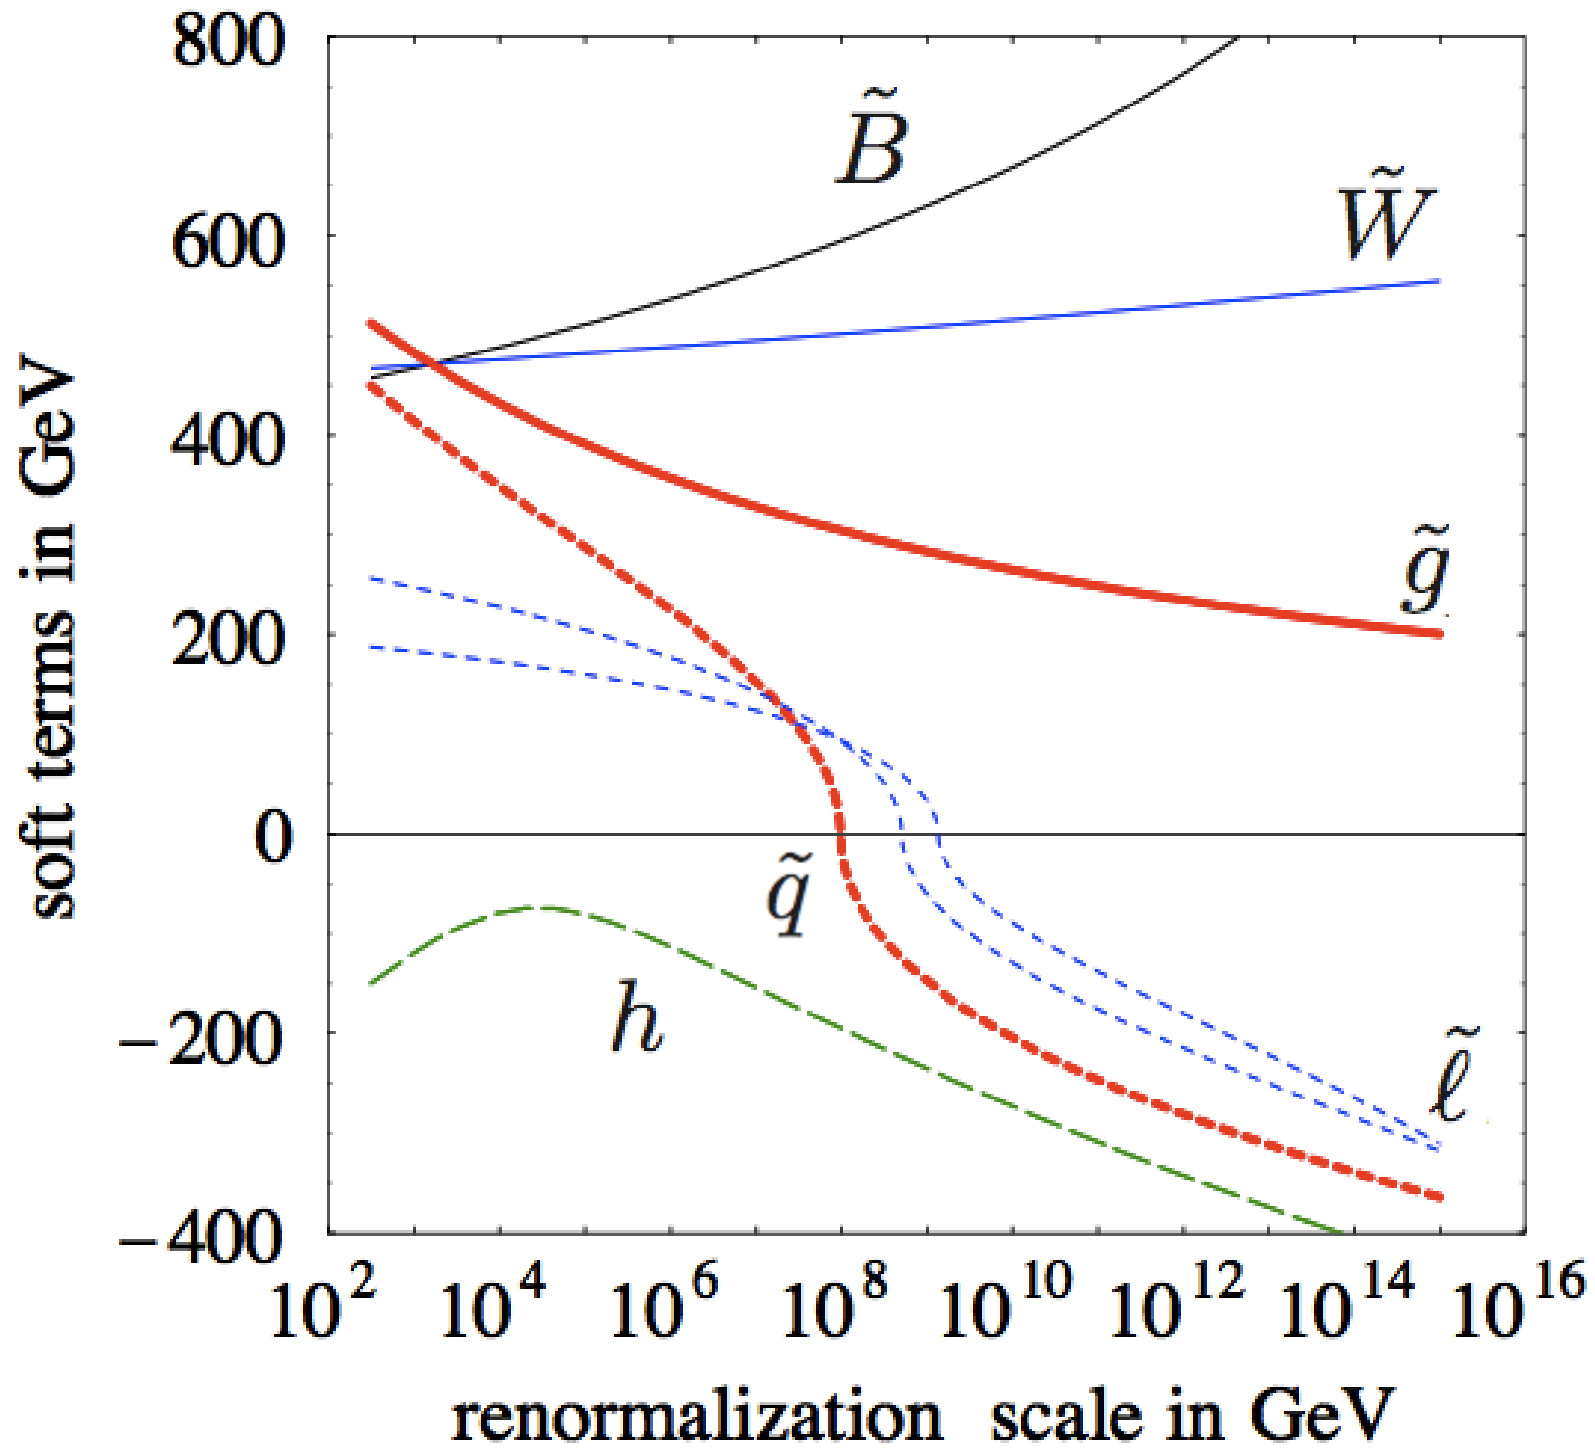 800
600
400
200
0
−200
−400
soft terms in GeV
B̃
W̃
g̃
q̃
h
ℓ̃
10² 10⁴ 10⁶ 10⁸ 10¹⁰ 10¹² 10¹⁴ 10¹⁶
renormalization scale in GeV